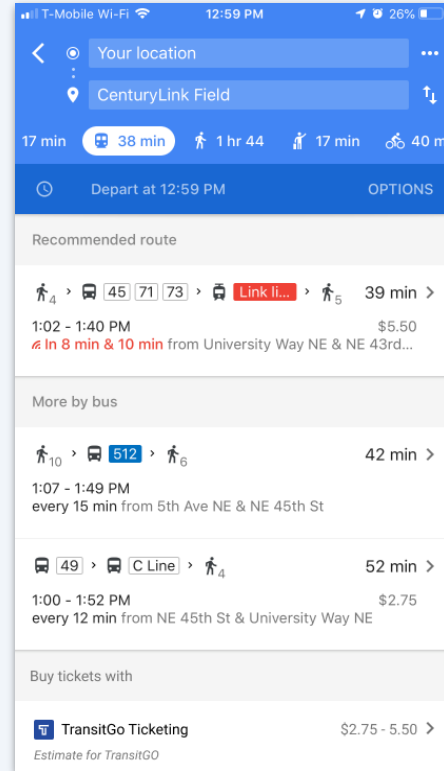 T-Mobile Wi-Fi 12:59 PM 26%
Your location
CenturyLink Field
17 min 38 min 1 hr 44 17 min 40 m
Depart at 12:59 PM OPTIONS
Recommended route
4 45 71 73 Link li... 5 39 min
1:02 - 1:40 PM $5.50
In 8 min & 10 min from University Way NE & NE 43rd...
More by bus
10 512 6 42 min
1:07 - 1:49 PM
every 15 min from 5th Ave NE & NE 45th St
49 C Line 4 52 min
1:00 - 1:52 PM $2.75
every 12 min from NE 45th St & University Way NE
Buy tickets with
TransitGo Ticketing $2.75 - 5.50
Estimate for TransitGO